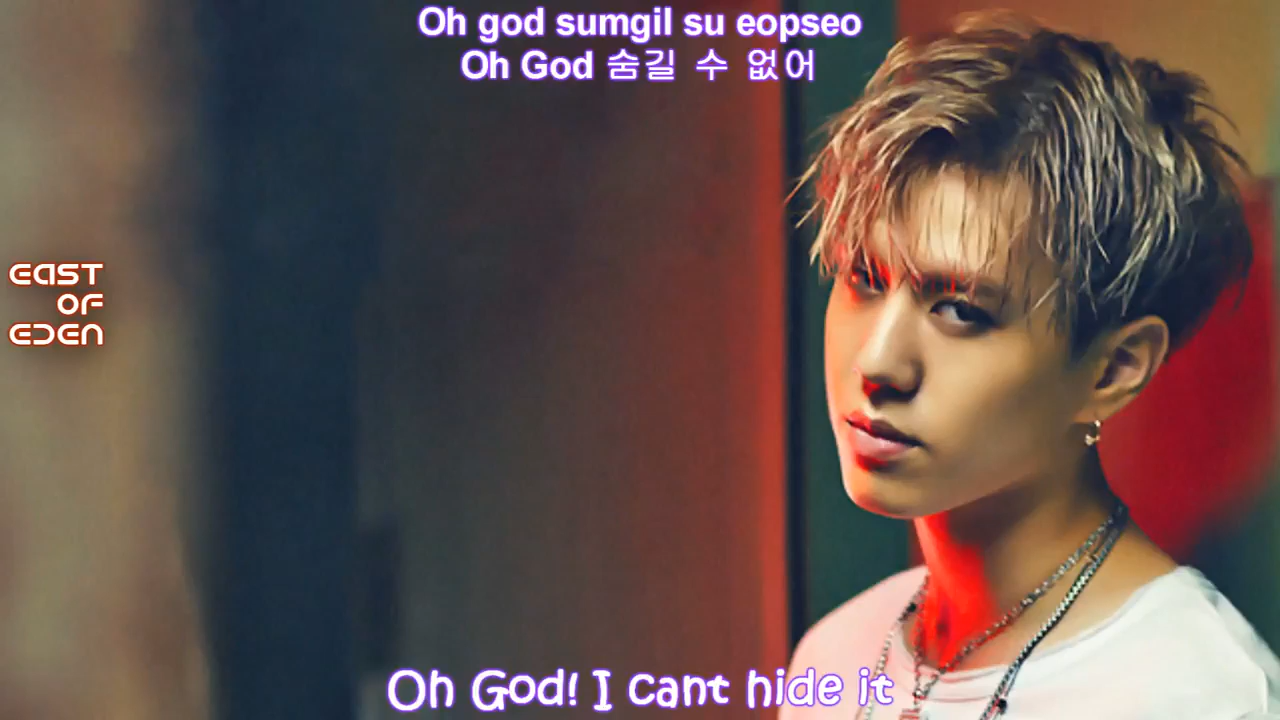 Oh god sumgil su eopseo
Oh God 숨길 수 없어
EAST
OF
EDEN
Oh God! I cant hide it